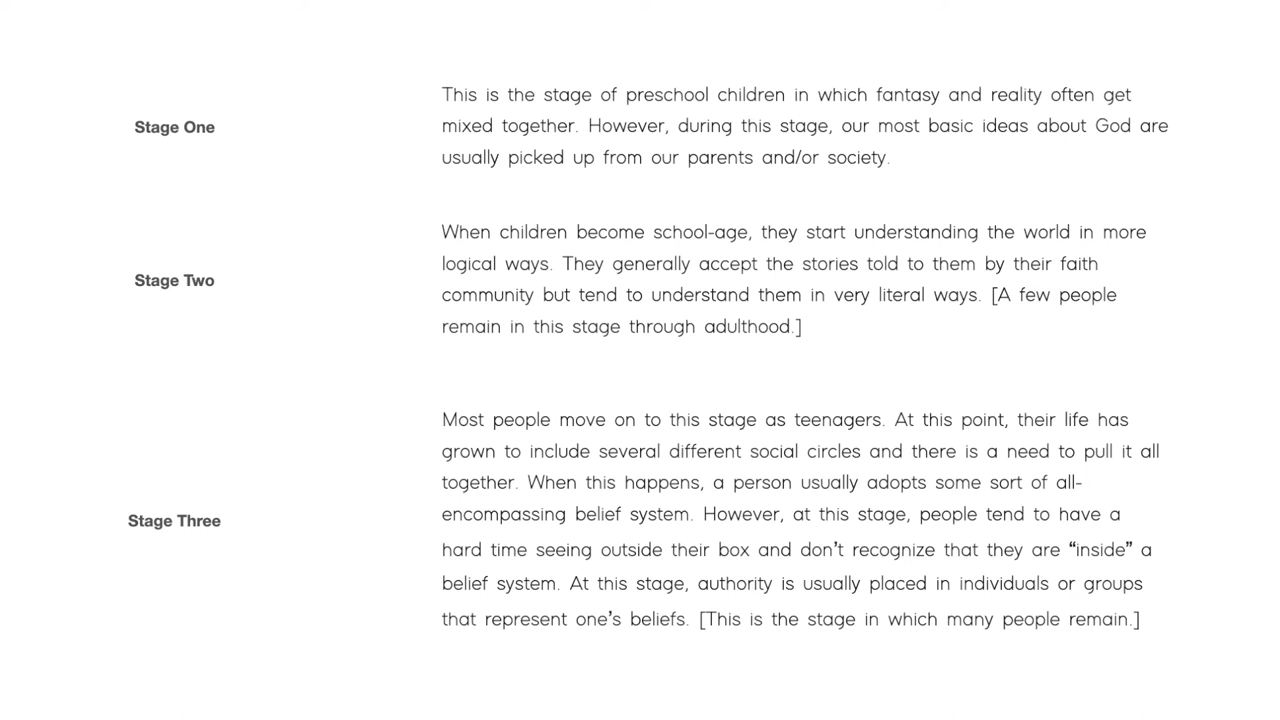 Stage One
This is the stage of preschool children in which fantasy and reality often get
mixed together. However, during this stage, our most basic ideas about God are
usually picked up from our parents and/or society.
Stage Two
When children become school-age, they start understanding the world in more
logical ways. They generally accept the stories told to them by their faith
community but tend to understand them in very literal ways. [A few people
remain in this stage through adulthood.]
Stage Three
Most people move on to this stage as teenagers. At this point, their life has
grown to include several different social circles and there is a need to pull it all
together. When this happens, a person usually adopts some sort of all-
encompassing belief system. However, at this stage, people tend to have a
hard time seeing outside their box and don’t recognize that they are “inside” a
belief system. At this stage, authority is usually placed in individuals or groups
that represent one’s beliefs. [This is the stage in which many people remain.]